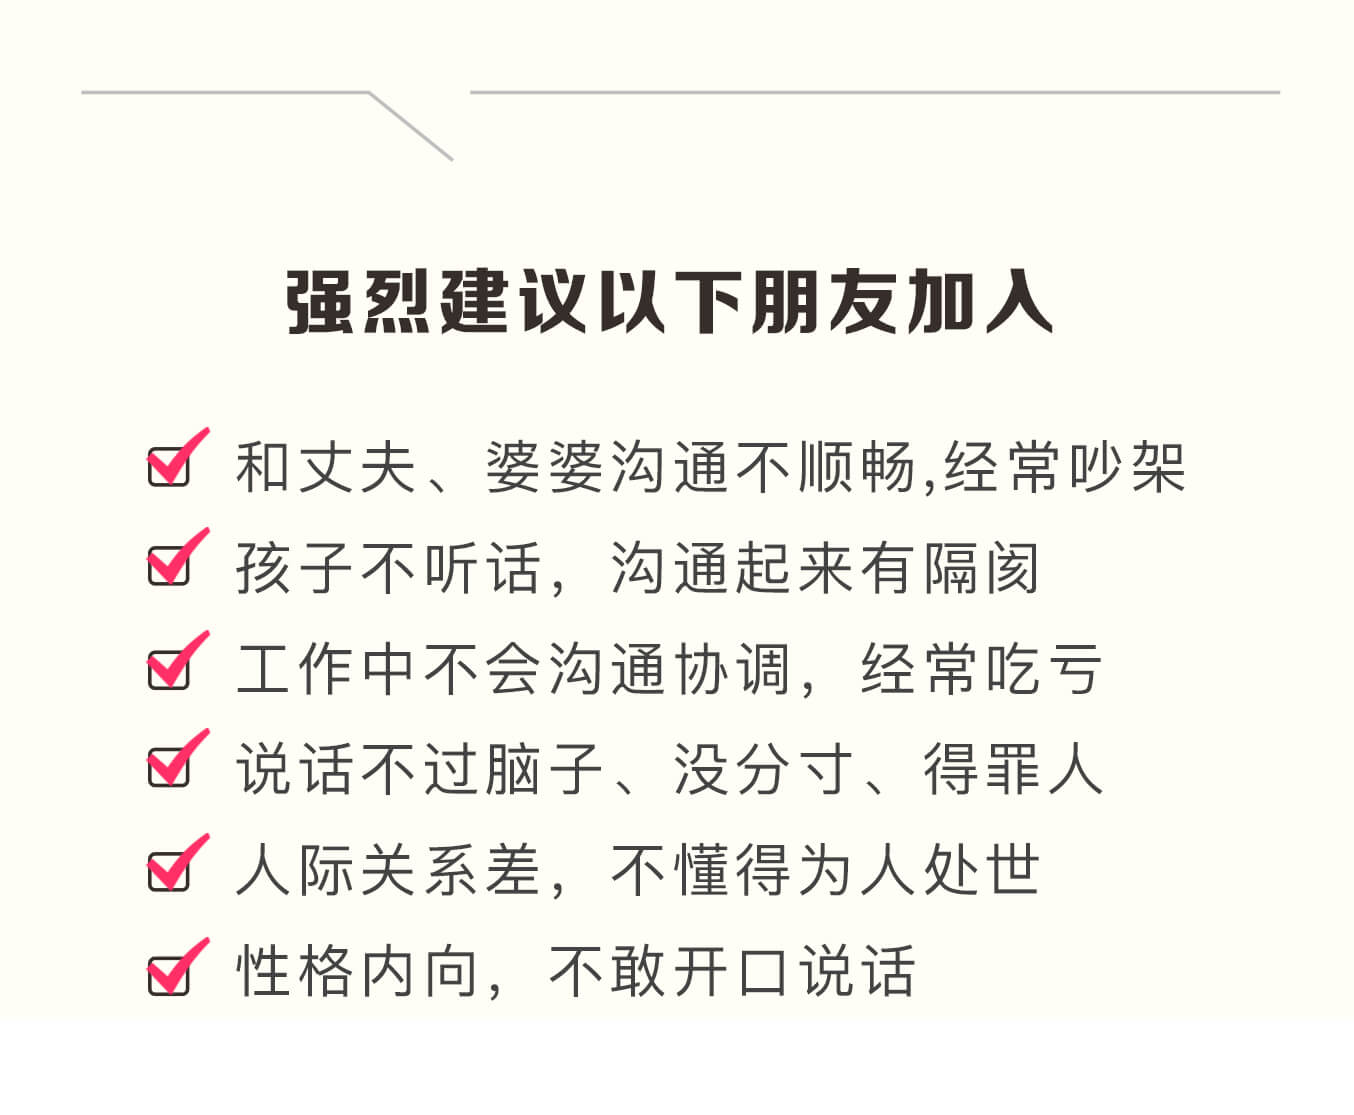 强烈建议以下朋友加入
和丈夫、婆婆沟通不顺畅,经常吵架
孩子不听话，沟通起来有隔阂
工作中不会沟通协调，经常吃亏
说话不过脑子、没分寸、得罪人
人际关系差，不懂得为人处世
性格内向，不敢开口说话